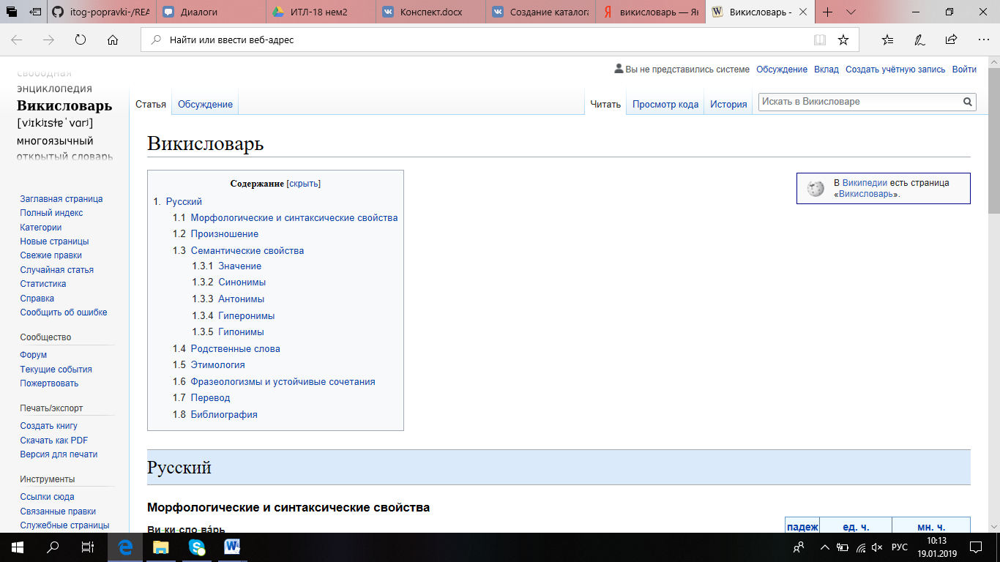 itog-popravki-/REA
Диалоги
ИТЛ-18 нем2
Конспект.docx
Создание каталога
викисловарь — Ян
Викисловарь -
Найти или ввести веб-адрес
Вы не представились системе Обсуждение Вклад Создать учётную запись Войти
свободная
энциклопедия
Викисловарь
[vʲɪkʲɪsɫɐˈvarʲ]
многоязычный
открытый словарь
Статья Обсуждение Читать Просмотр кода История Искать в Викисловаре
Заглавная страница
Полный индекс
Категории
Новые страницы
Свежие правки
Случайная статья
Статистика
Справка
Сообщить об ошибке
Сообщество
Форум
Текущие события
Пожертвовать
Печать/экспорт
Создать книгу
Скачать как PDF
Версия для печати
Инструменты
Ссылки сюда
Связанные правки
Служебные страницы
Викисловарь
Содержание [скрыть]
1. Русский
1.1 Морфологические и синтаксические свойства
1.2 Произношение
1.3 Семантические свойства
1.3.1 Значение
1.3.2 Синонимы
1.3.3 Антонимы
1.3.4 Гиперонимы
1.3.5 Гипонимы
1.4 Родственные слова
1.5 Этимология
1.6 Фразеологизмы и устойчивые сочетания
1.7 Перевод
1.8 Библиография
В Википедии есть страница
«Викисловарь».
Русский
Морфологические и синтаксические свойства
Ви-ки-сло-ва́рь
падеж ед. ч. мн. ч.
РУС
10:13
19.01.2019